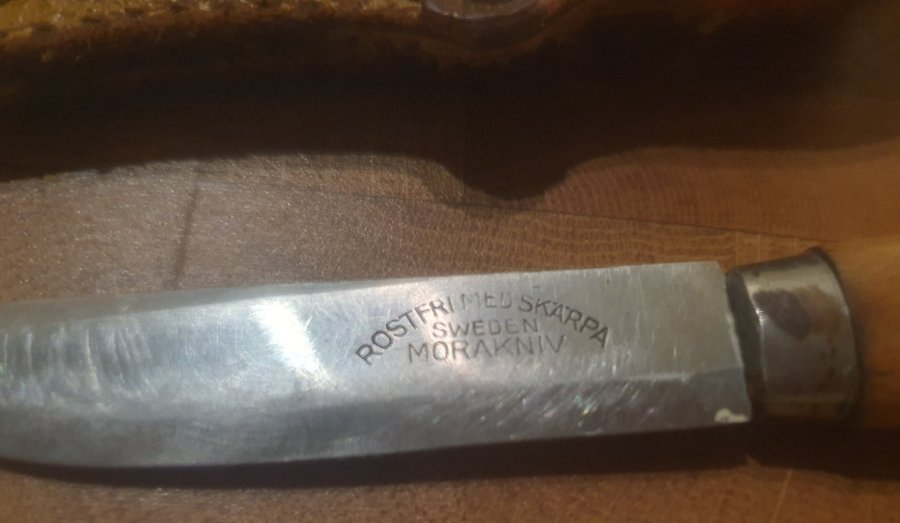 ROSTFRI MED SKÄRPA
SWEDEN
MORAKNIV